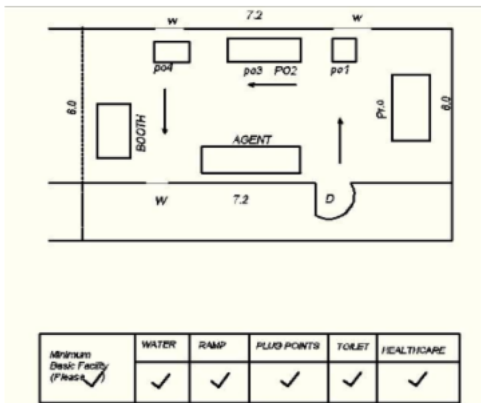 W 7.2 W
po4 po3 PO2 po1
6.0 BOOTH AGENT Pr.o 6.0
W 7.2 D
Minimum
Basic Facility
(Please ✓)
WATER RAMP PLUG POINTS TOILET HEALTHCARE
✓ ✓ ✓ ✓ ✓